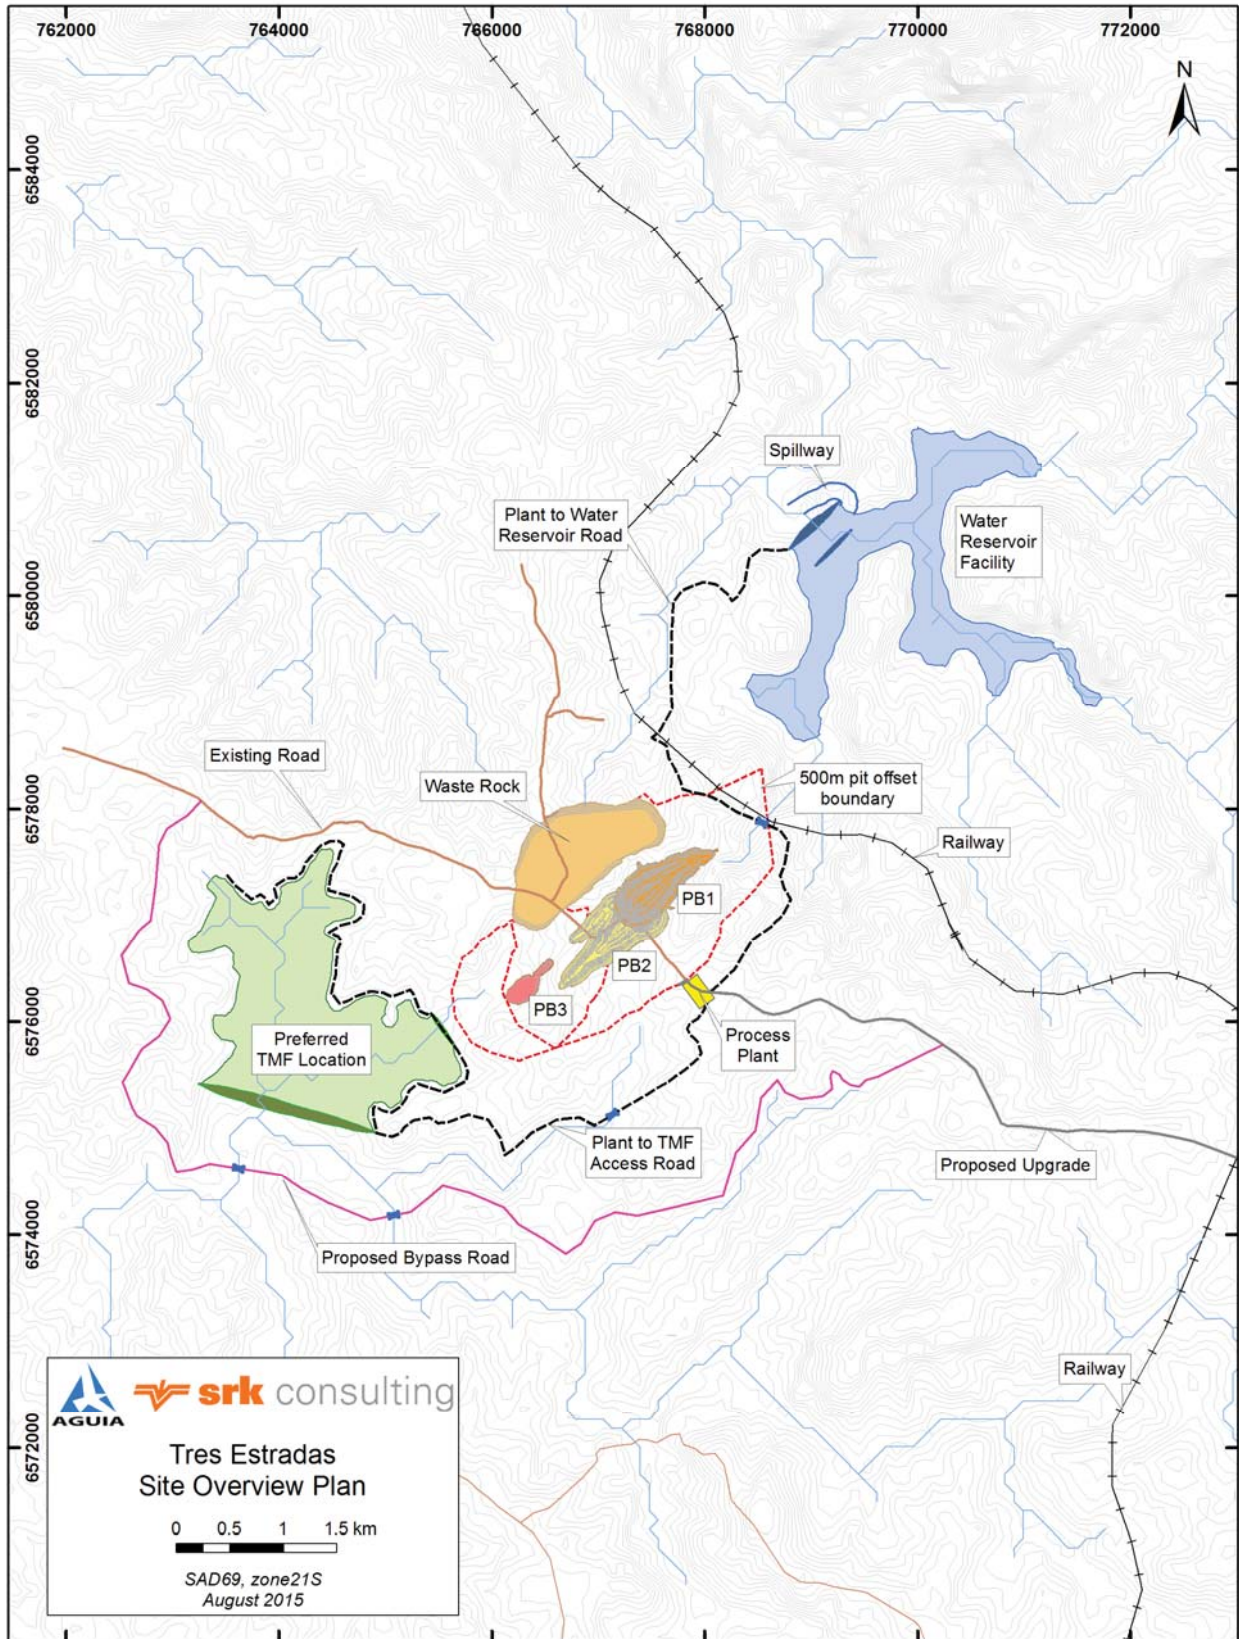 762000
764000
766000
768000
770000
772000
N
6584000
6582000
6580000
6578000
6576000
6574000
6572000
Spillway
Plant to Water
Reservoir Road
Water
Reservoir
Facility
Existing Road
Waste Rock
500m pit offset
boundary
Railway
PB1
PB2
PB3
Preferred
TMF Location
Process
Plant
Plant to TMF
Access Road
Proposed Upgrade
Proposed Bypass Road
Railway
AGUIA
srk consulting
Tres Estradas
Site Overview Plan
0 0.5 1 1.5 km
SAD69, zone21S
August 2015